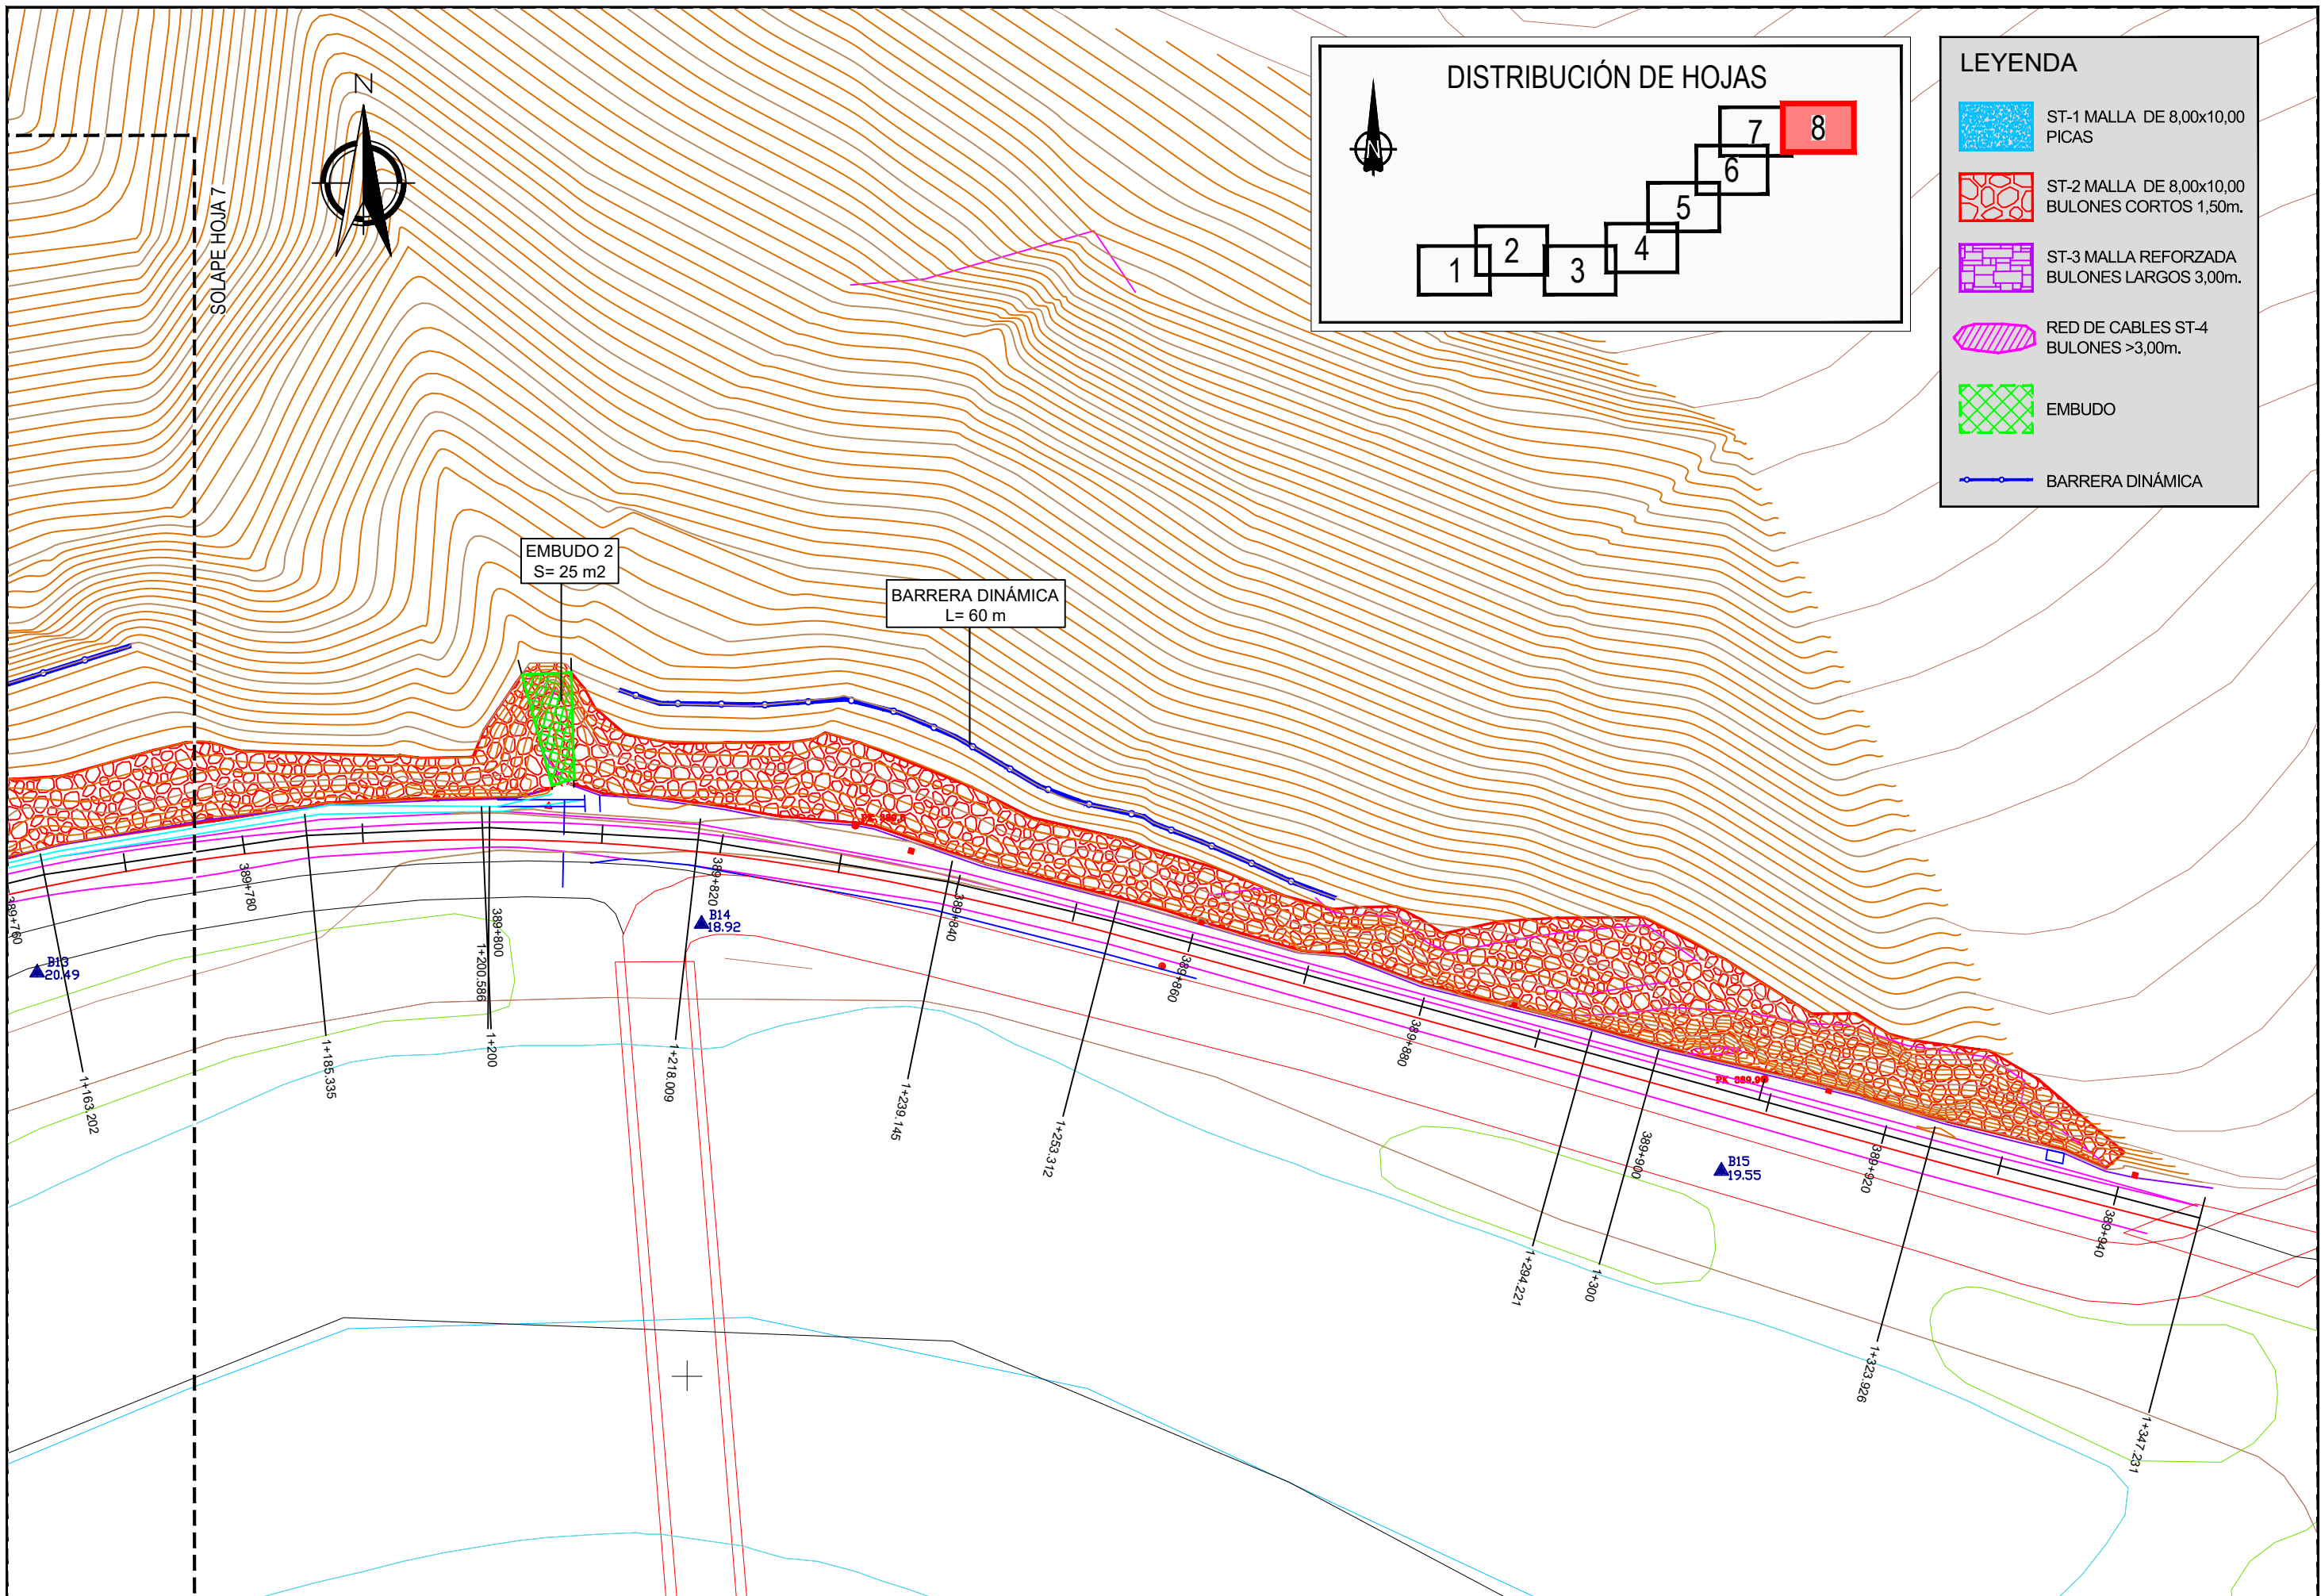 N
SOLAPE HOJA 7
DISTRIBUCIÓN DE HOJAS
N
1
2
3
4
5
6
7
8
LEYENDA
ST-1 MALLA DE 8,00x10,00
PICAS
ST-2 MALLA DE 8,00x10,00
BULONES CORTOS 1,50m.
ST-3 MALLA REFORZADA
BULONES LARGOS 3,00m.
RED DE CABLES ST-4
BULONES >3,00m.
EMBUDO
BARRERA DINÁMICA
EMBUDO 2
S= 25 m2
BARRERA DINÁMICA
L= 60 m
389+760
389+780
389+800
389+820
389+840
389+860
389+880
389+900
389+920
389+940
B13
20.49
B14
18.92
B15
19.55
PK 389.99
1+163.202
1+185.335
1+200.586
1+200
1+218.009
1+239.145
1+253.312
1+294.221
1+300
1+323.926
1+347.231